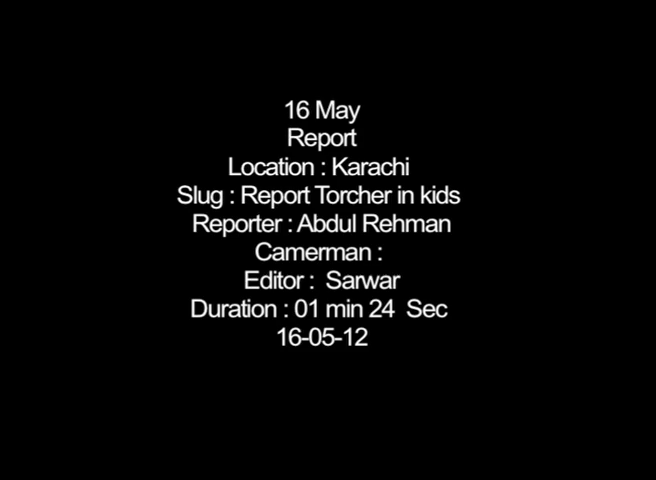 16 May
Report
Location : Karachi
Slug : Report Torcher in kids
Reporter : Abdul Rehman
Camerman :
Editor :  Sarwar
Duration : 01 min 24  Sec
16-05-12